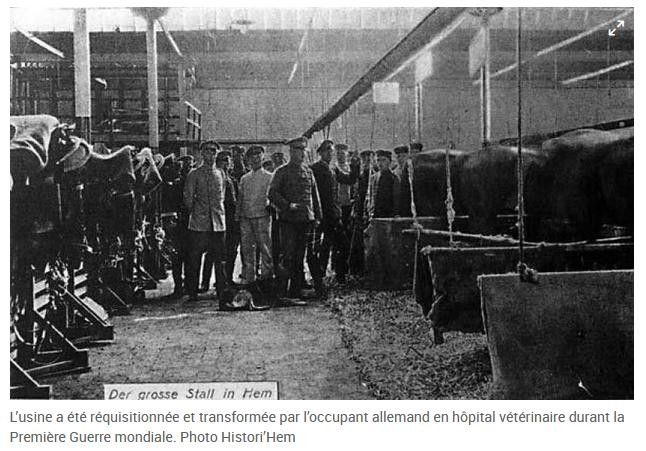 Der grosse Stall in Hem
L'usine a été réquisitionnée et transformée par l'occupant allemand en hôpital vétérinaire durant la
Première Guerre mondiale. Photo Histori'Hem